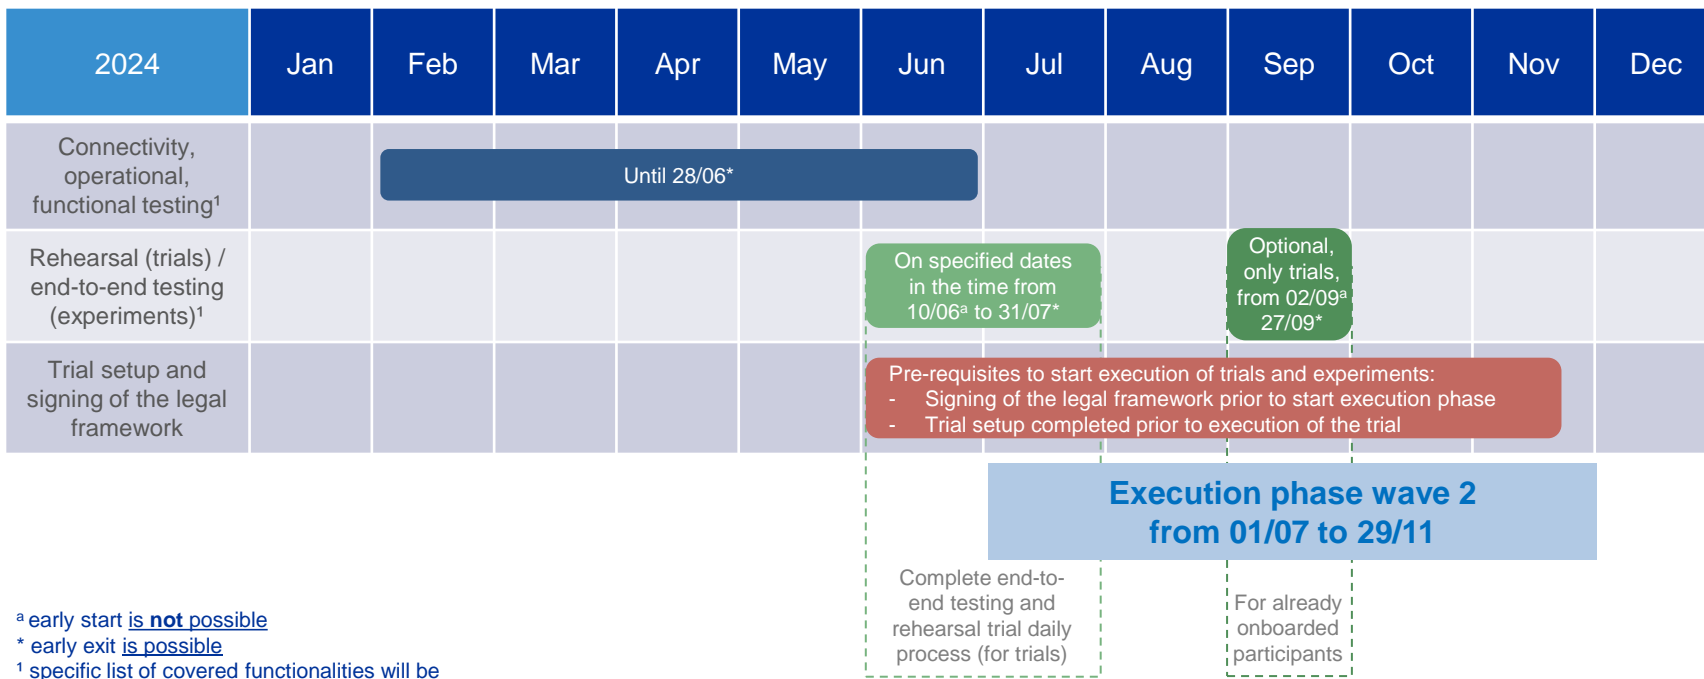 2024 Jan Feb Mar Apr May Jun Jul Aug Sep Oct Nov Dec
Connectivity,
operational,
functional testing¹
Until 28/06*
Rehearsal (trials) /
end-to-end testing
(experiments)¹
On specified dates
in the time from
10/06ª to 31/07*
Optional,
only trials,
from 02/09ª
27/09*
Trial setup and
signing of the legal
framework
Pre-requisites to start execution of trials and experiments:
- Signing of the legal framework prior to start execution phase
- Trial setup completed prior to execution of the trial
Execution phase wave 2
from 01/07 to 29/11
Complete end-to-
end testing and
rehearsal trial daily
process (for trials)
For already
onboarded
participants
ª early start is not possible
* early exit is possible
¹ specific list of covered functionalities will be